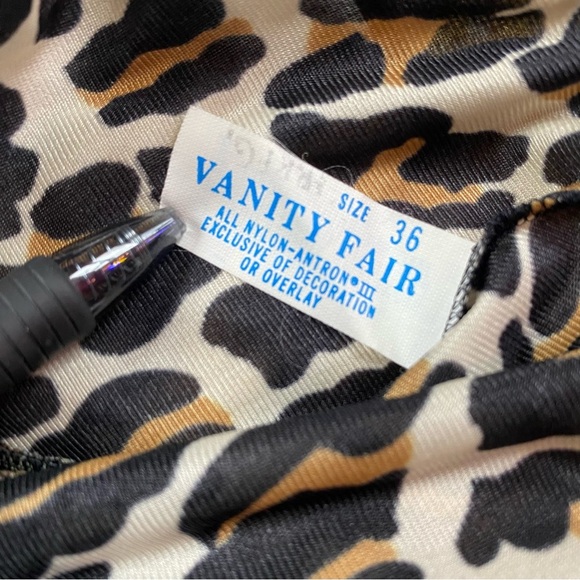 SIZE 36
VANITY FAIR
ALL NYLON-ANTRON® III
EXCLUSIVE OF DECORATION
OR OVERLAY